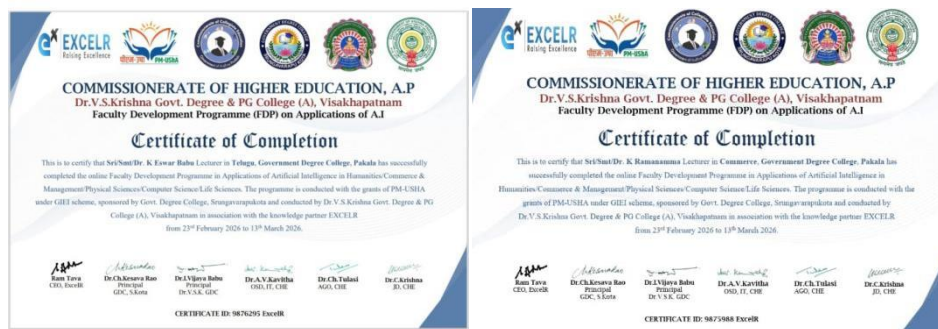 EXCELR
Raising Excellence
पीएम-उषा PM-USHA
COMMISSIONERATE OF HIGHER EDUCATION, A.P
Dr.V.S.Krishna Govt. Degree & PG College (A), Visakhapatnam
Faculty Development Programme (FDP) on Applications of A.I
Certificate of Completion
This is to certify that Sri/Smt/Dr. K Eswar Babu Lecturer in Telugu, Government Degree College, Pakala has successfully
completed the online Faculty Development Programme in Applications of Artificial Intelligence in Humanities/Commerce &
Management/Physical Sciences/Computer Science/Life Sciences. The programme is conducted with the grants of PM-USHA
under GIEI scheme, sponsored by Govt. Degree College, Srungavarapukota and conducted by Dr.V.S.Krishna Govt. Degree & PG
College (A), Visakhapatnam in association with the knowledge partner EXCELR
from 23rd February 2026 to 13th March 2026.
Ram Tava Dr.Ch.Kesava Rao Dr.I.Vijaya Babu Dr.A.V.Kavitha Dr.Ch.Tulasi Dr.C.Krishna
CEO, ExcelR Principal Principal OSD, IT, CHE AGO, CHE JD, CHE
GDC, S.Kota Dr.V.S.K. GDC
CERTIFICATE ID: 9876295 ExcelR
EXCELR
Raising Excellence
पीएम-उषा PM-USHA
COMMISSIONERATE OF HIGHER EDUCATION, A.P
Dr.V.S.Krishna Govt. Degree & PG College (A), Visakhapatnam
Faculty Development Programme (FDP) on Applications of A.I
Certificate of Completion
This is to certify that Sri/Smt/Dr. K Ramanamma Lecturer in Commerce, Government Degree College, Pakala has
successfully completed the online Faculty Development Programme in Applications of Artificial Intelligence in
Humanities/Commerce & Management/Physical Sciences/Computer Science/Life Sciences. The programme is conducted with the
grants of PM-USHA under GIEI scheme, sponsored by Govt. Degree College, Srungavarapukota and conducted by
Dr.V.S.Krishna Govt. Degree & PG College (A), Visakhapatnam in association with the knowledge partner EXCELR
from 23rd February 2026 to 13th March 2026.
Ram Tava Dr.Ch.Kesava Rao Dr.I.Vijaya Babu Dr.A.V.Kavitha Dr.Ch.Tulasi Dr.C.Krishna
CEO, ExcelR Principal Principal OSD, IT, CHE AGO, CHE JD, CHE
GDC, S.Kota Dr V.S.K. GDC
CERTIFICATE ID: 9875988 ExcelR